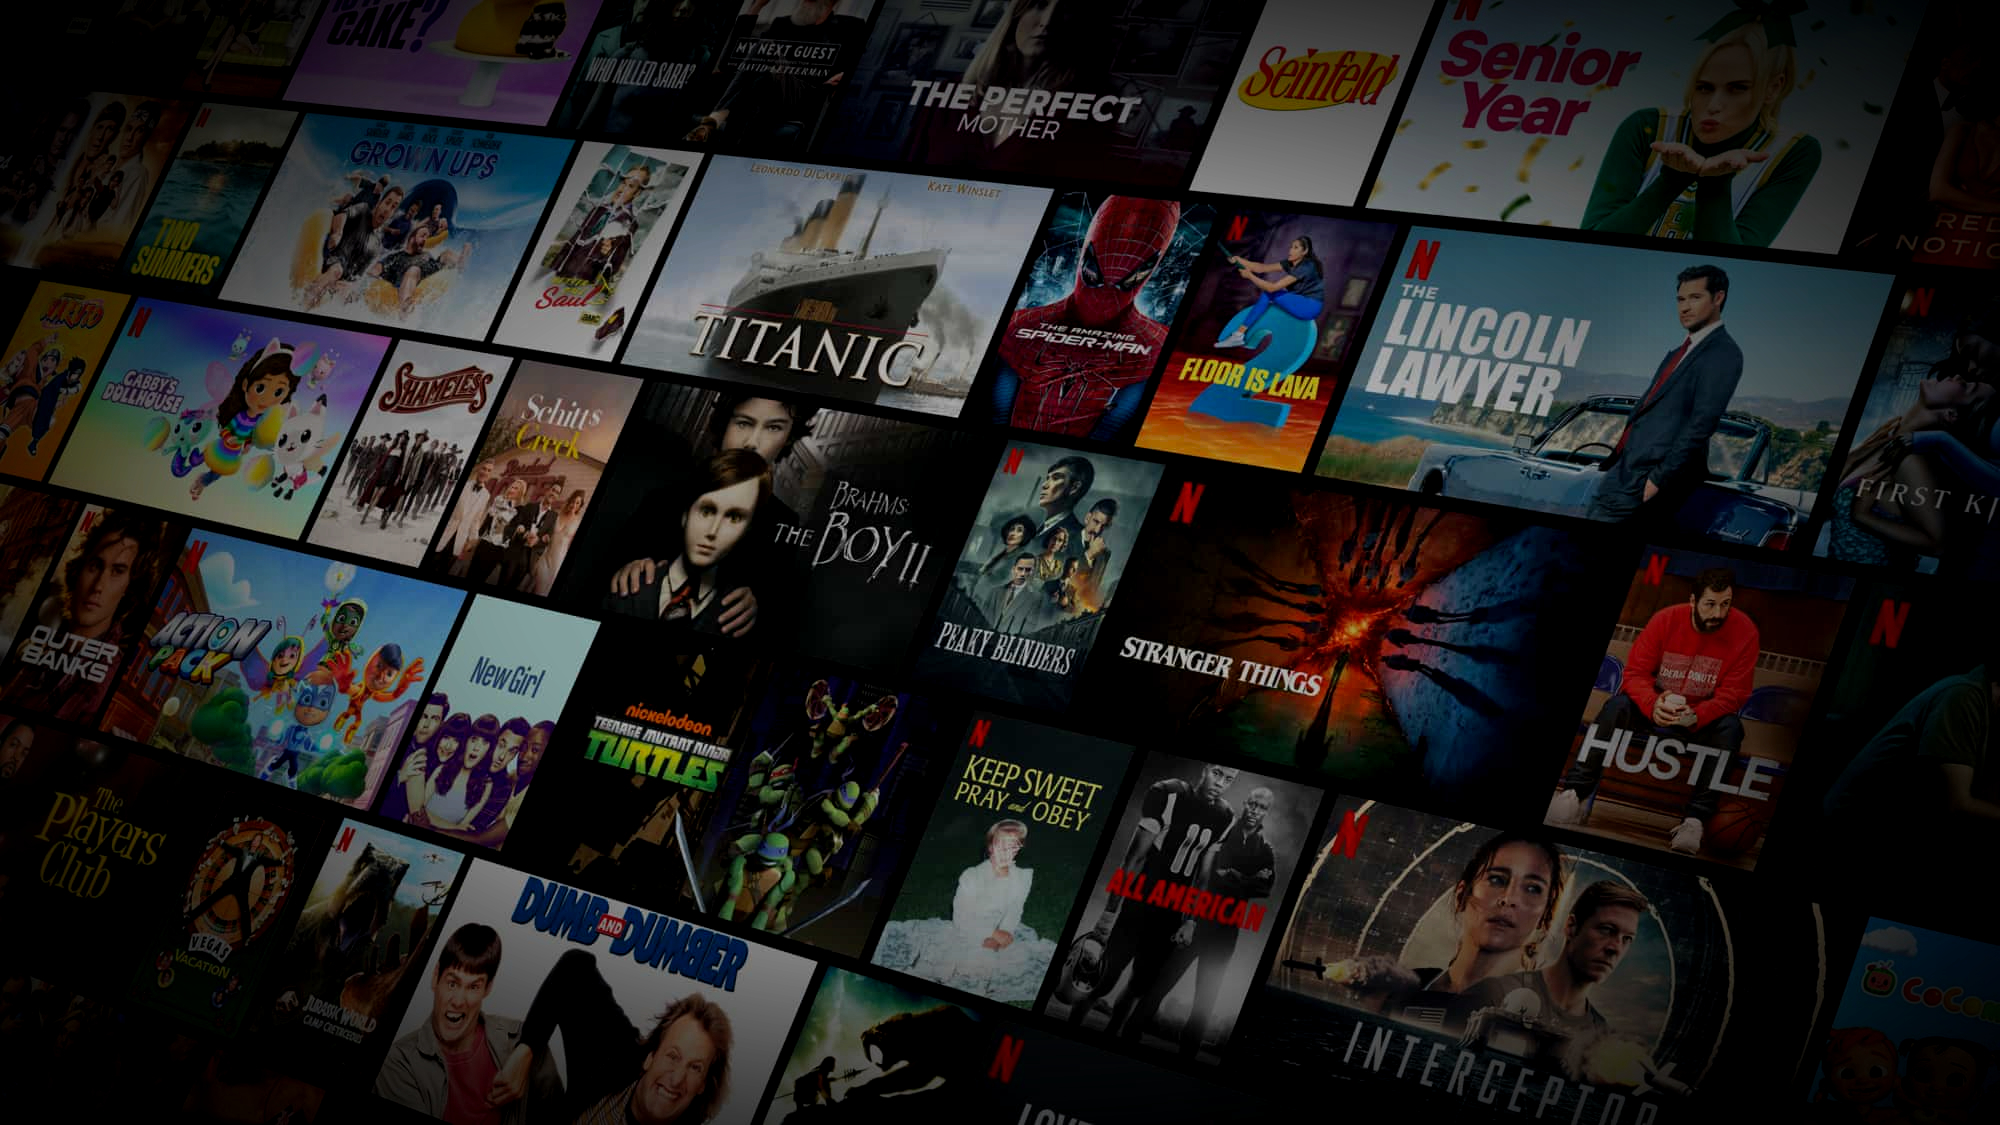 CAKE?
WHO KILLED SARA?
MY NEXT GUEST
DAVID LETTERMAN
THE PERFECT
MOTHER
Seinfeld
N
Senior
Year
RED
NOTIC
N
TWO
SUMMERS
GROWN UPS
Saul
AMC
LEONARDO DICAPRIO
KATE WINSLET
TITANIC
THE AMAZING
SPIDER-MAN
N
FLOOR IS LAVA
2
N
THE
LINCOLN
LAWYER
N
FIRST KI
NARUTO
N
GABBY'S
DOLLHOUSE
SHAMELESS
Schitt's
Creek
BRAHMS:
THE BOY II
N
PEAKY BLINDERS
N
STRANGER THINGS
N
HUSTLE
N
N
OUTER
BANKS
N
ACTION
PACK
New Girl
nickelodeon
TEENAGE MUTANT NINJA
TURTLES
N
KEEP SWEET
PRAY and OBEY
11
ALL AMERICAN
N
INTERCEPTOR
The
Players
Club
VEGAS
VACATION
N
JURASSIC WORLD
CAMP CRETACEOUS
DUMB AND DUMBER
N
CoCom